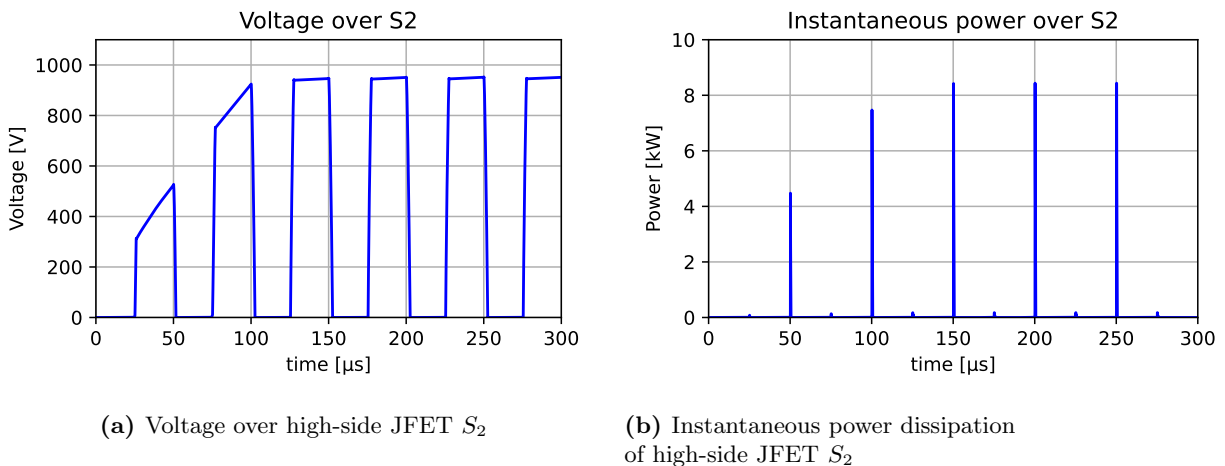 Voltage over S2
Voltage [V]
1000
800
600
400
200
0
0 50 100 150 200 250 300
time [µs]
Instantaneous power over S2
Power [kW]
10
8
6
4
2
0
0 50 100 150 200 250 300
time [µs]
(a) Voltage over high-side JFET S₂
(b) Instantaneous power dissipation
of high-side JFET S₂